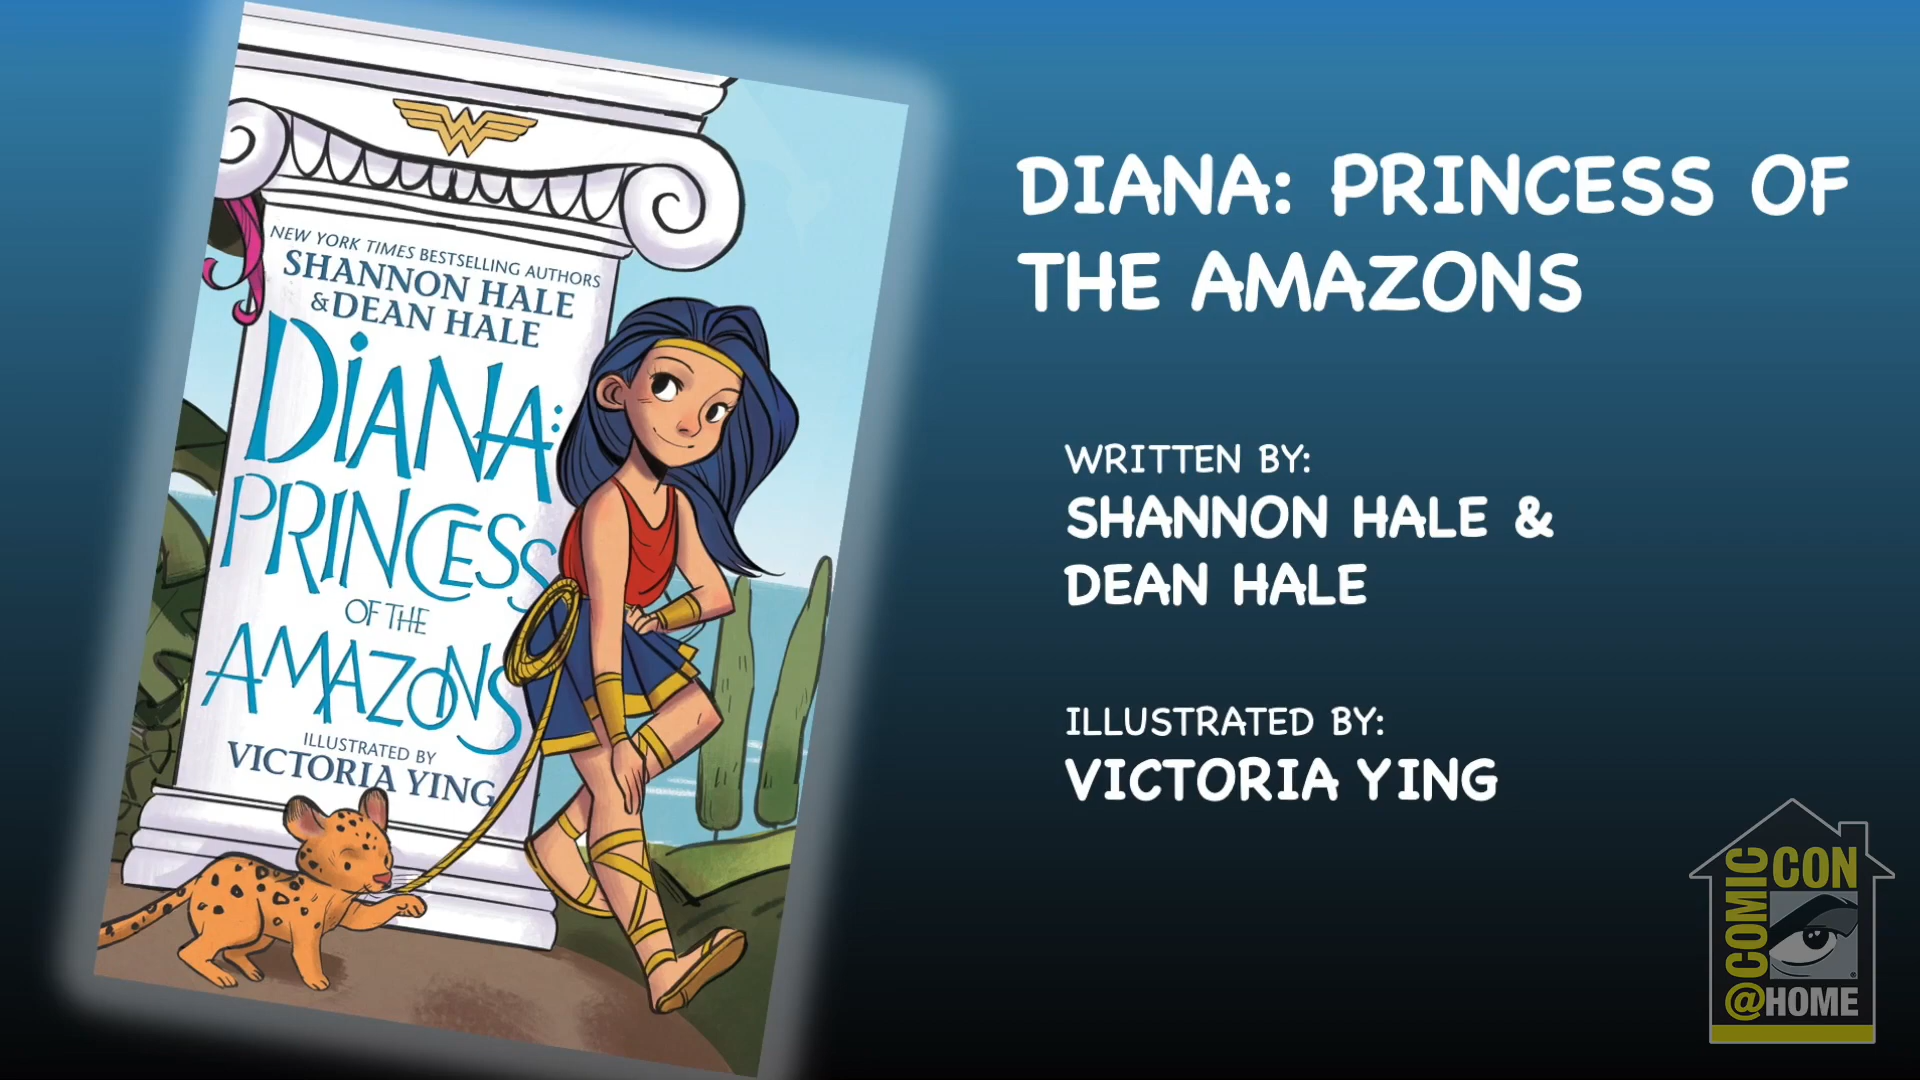 NEW YORK TIMES BESTSELLING AUTHORS
SHANNON HALE
& DEAN HALE
DIANA:
PRINCESS
OF THE
AMAZONS
ILLUSTRATED BY
VICTORIA YING
DIANA: PRINCESS OF
THE AMAZONS
WRITTEN BY:
SHANNON HALE &
DEAN HALE
ILLUSTRATED BY:
VICTORIA YING
COMIC
CON
@HOME